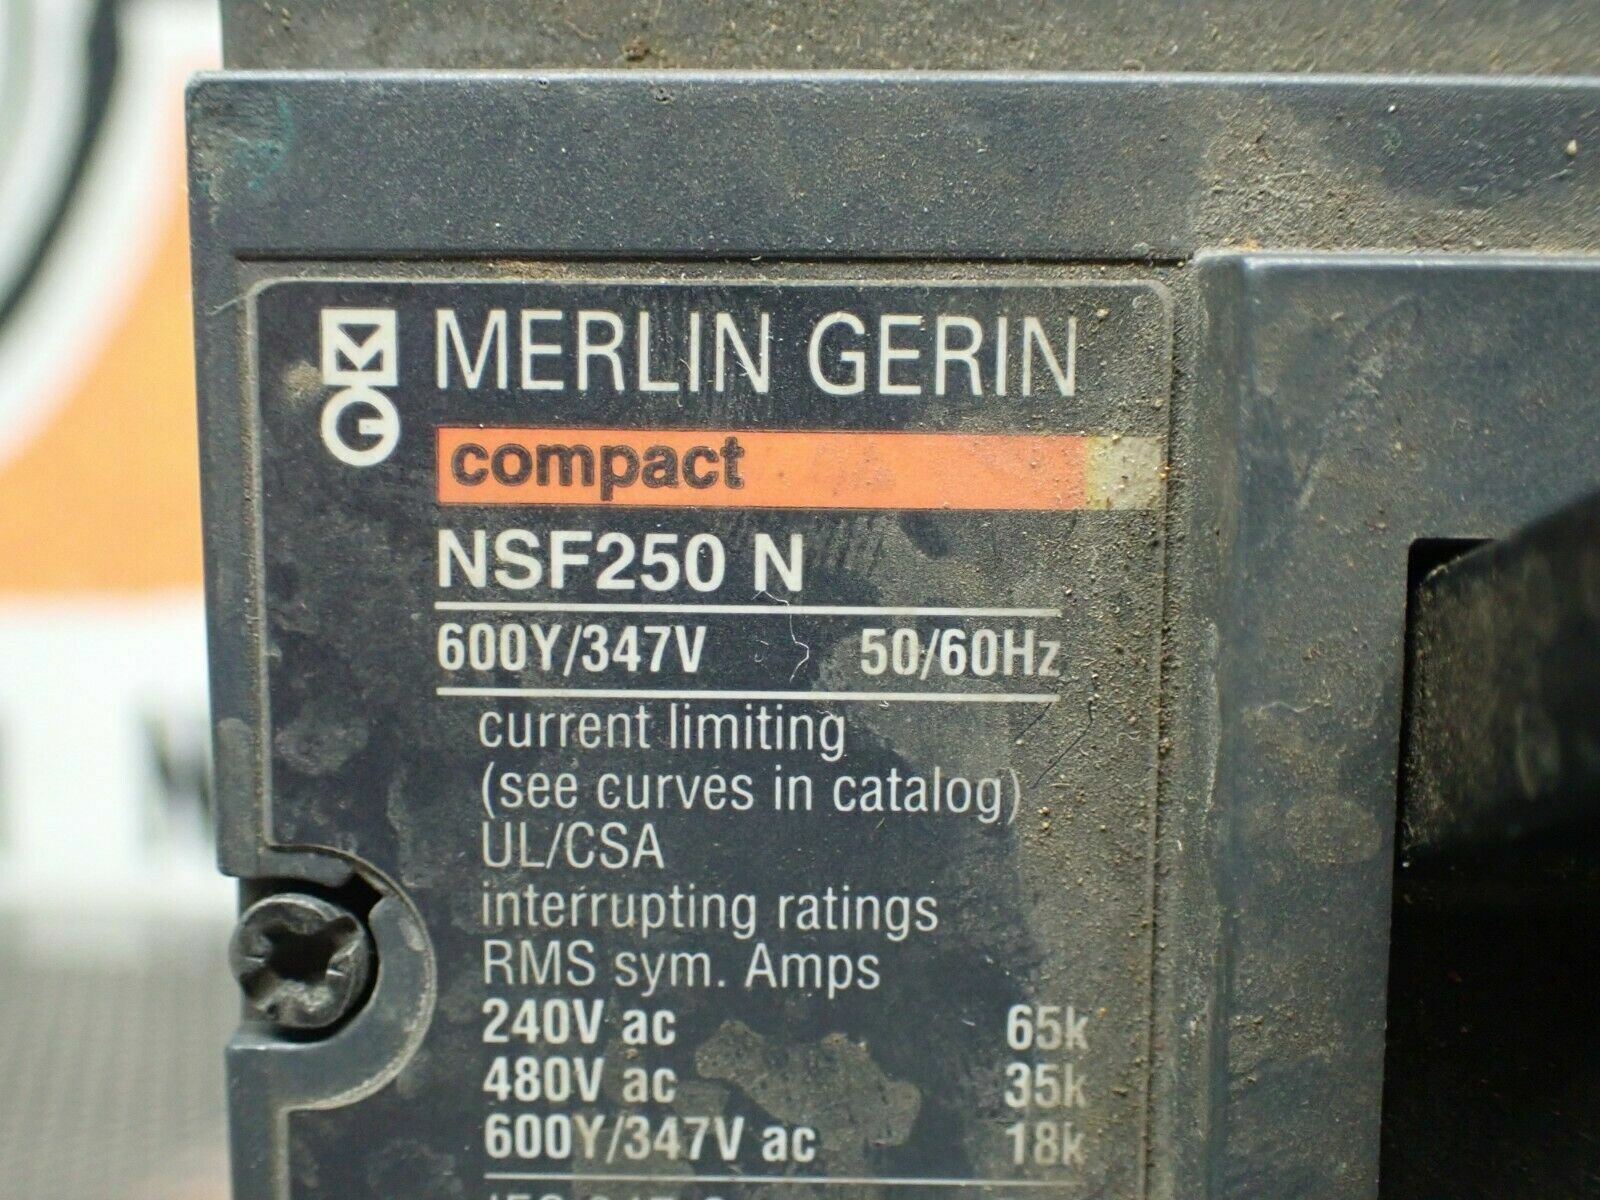 MERLIN GERIN
compact
NSF250 N
600Y/347V 50/60Hz
current limiting
(see curves in catalog)
UL/CSA
interrupting ratings
RMS sym. Amps
240V ac 65k
480V ac 35k
600Y/347V ac 18k